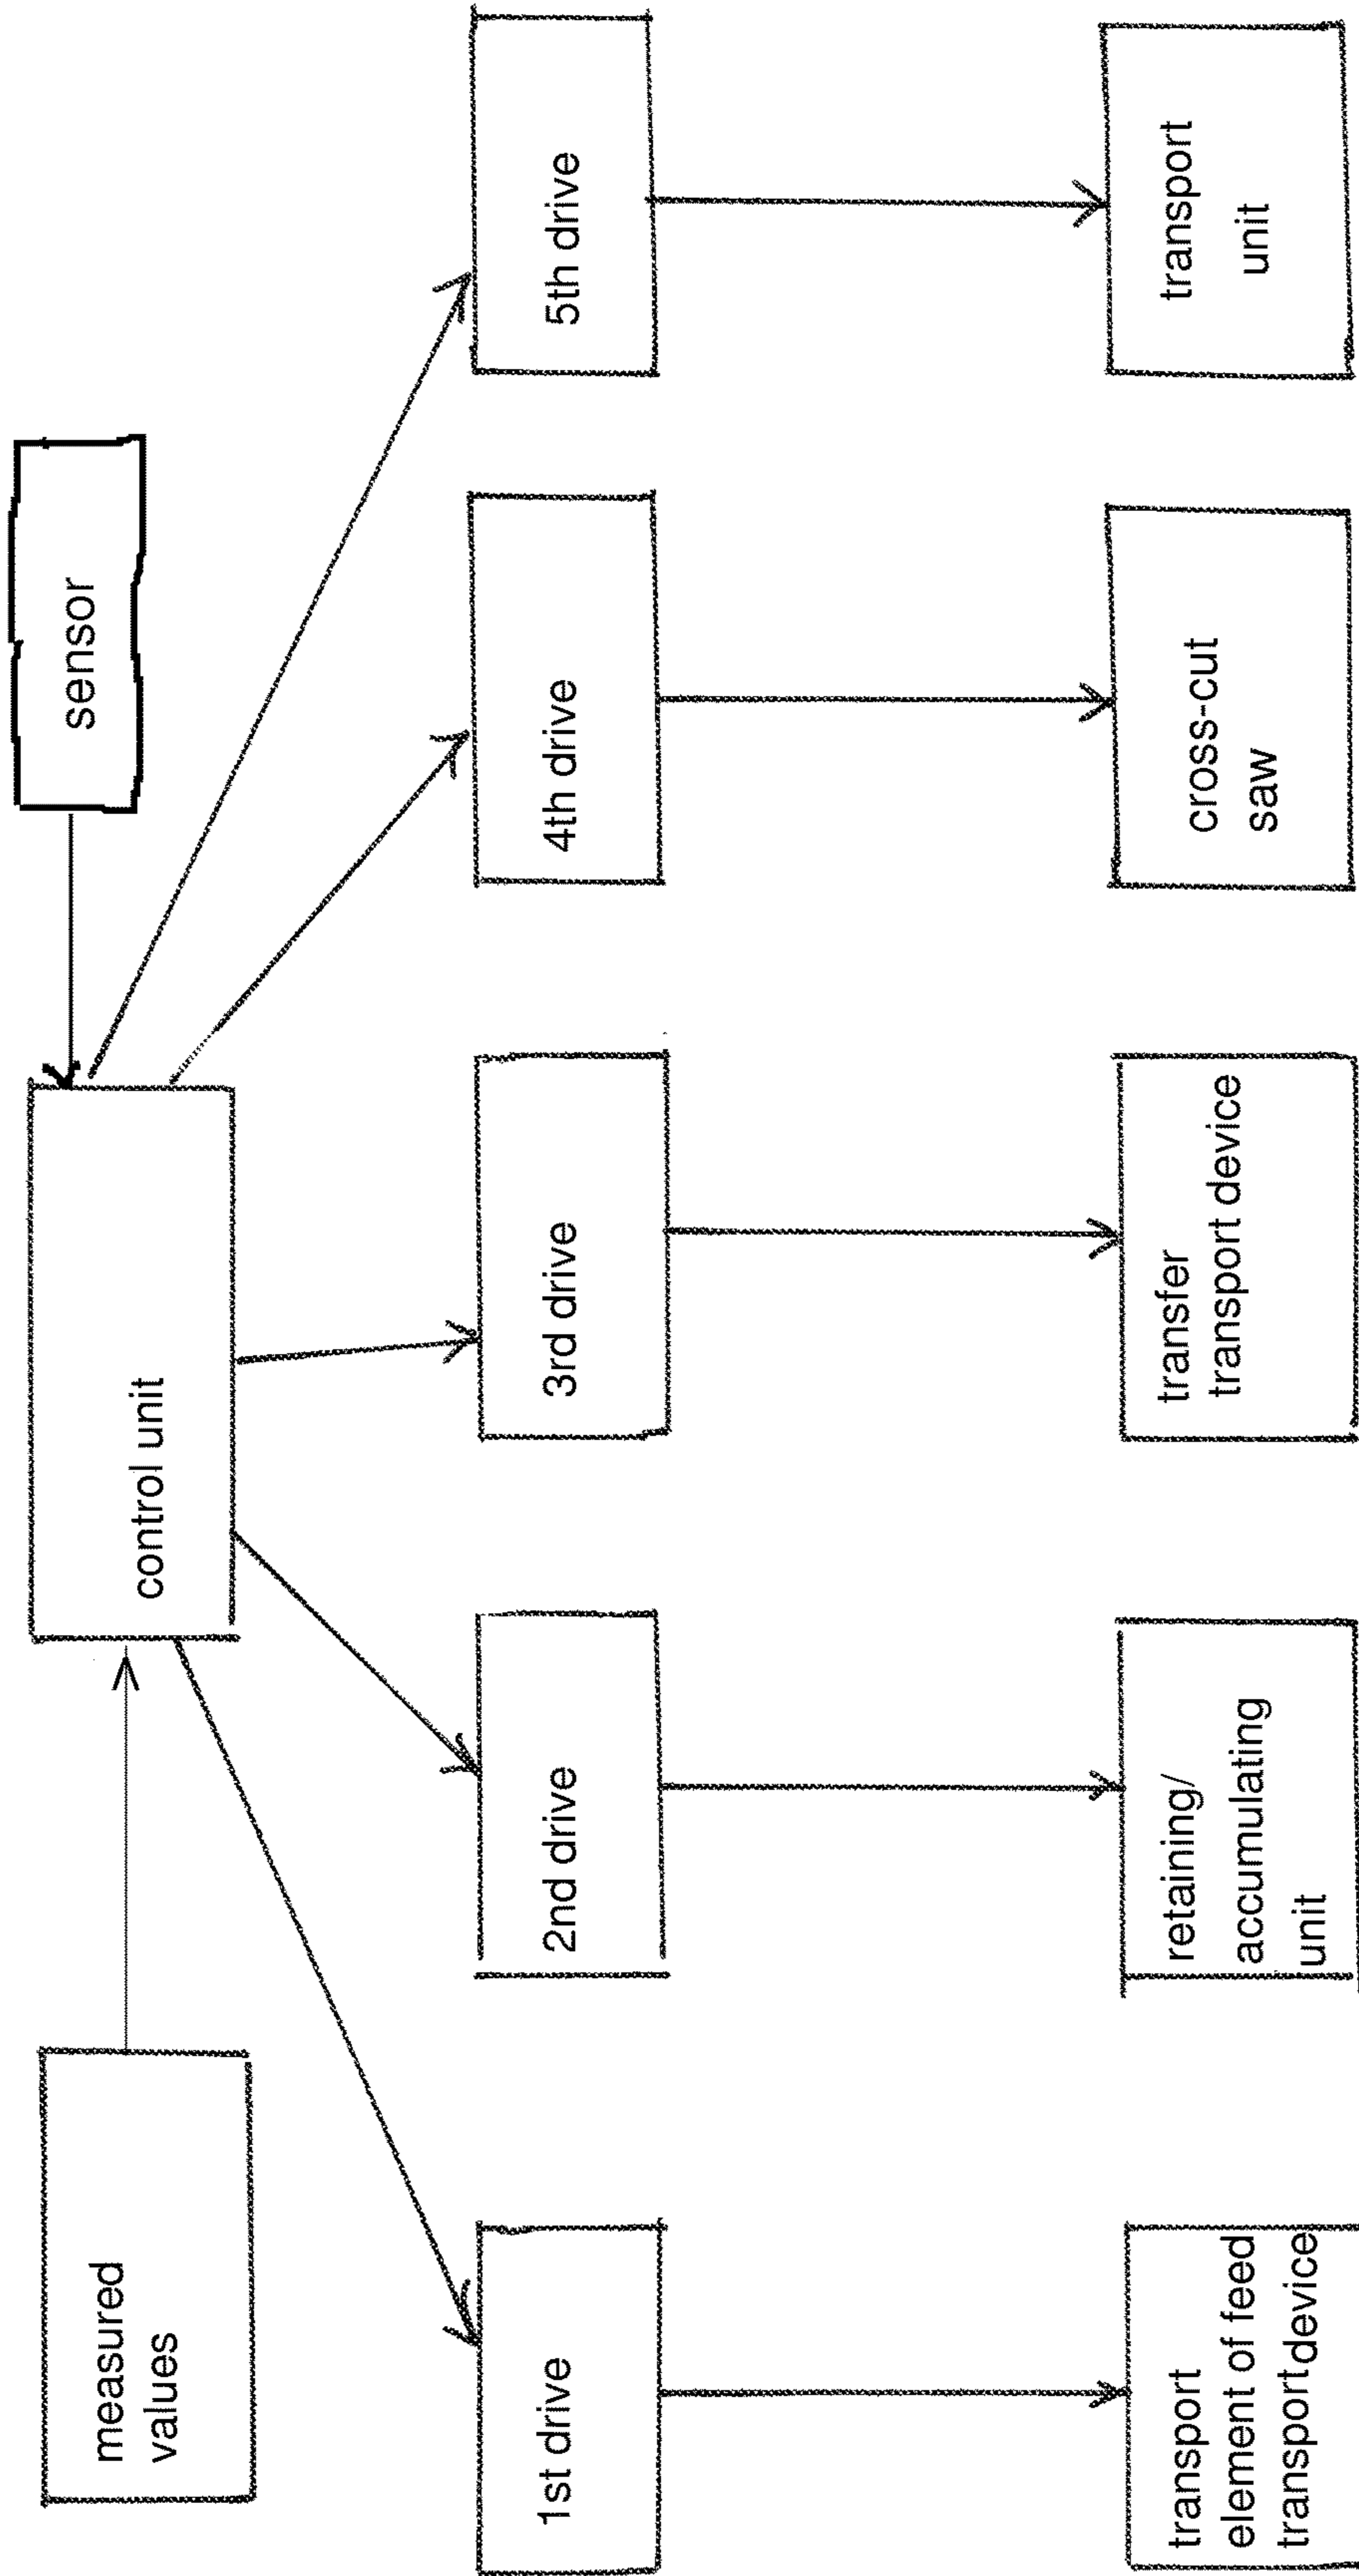 measured
values
control unit
sensor
1st drive
2nd drive
3rd drive
4th drive
5th drive
transport
element of feed
transport device
retaining/
accumulating
unit
transfer
transport device
cross-cut
saw
transport
unit